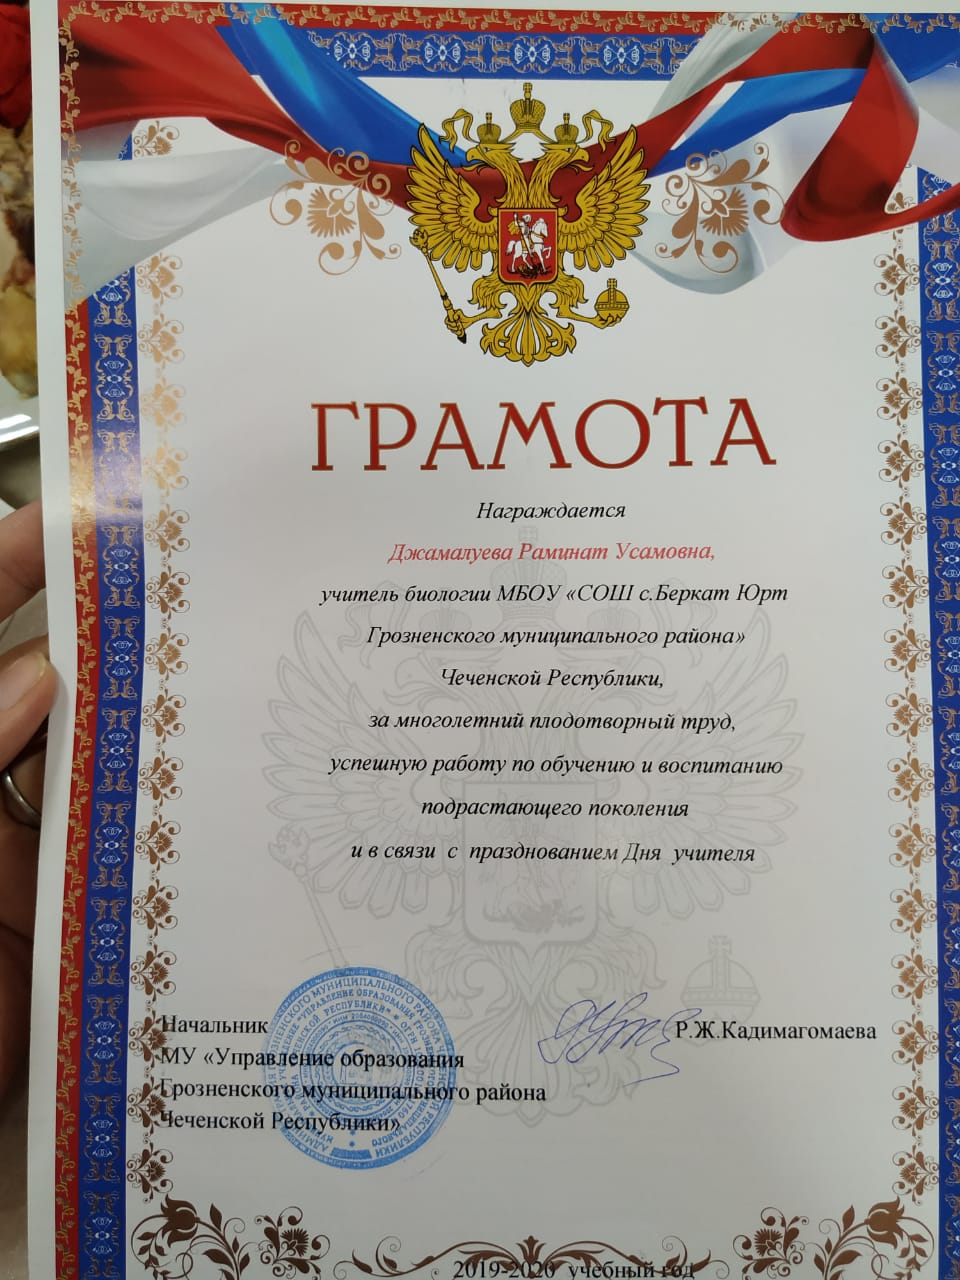 ГРАМОТА
Награждается
Джамалуева Раминат Усамовна,
учитель биологии МБОУ «СОШ с.Беркат Юрт
Грозненского муниципального района»
Чеченской Республики,
за многолетний плодотворный труд,
успешную работу по обучению и воспитанию
подрастающего поколения
и в связи с празднованием Дня учителя
Начальник
МУ «Управление образования
Грозненского муниципального района
Чеченской Республики»
Р.Ж.Кадимагомаева
2019-2020 учебный год